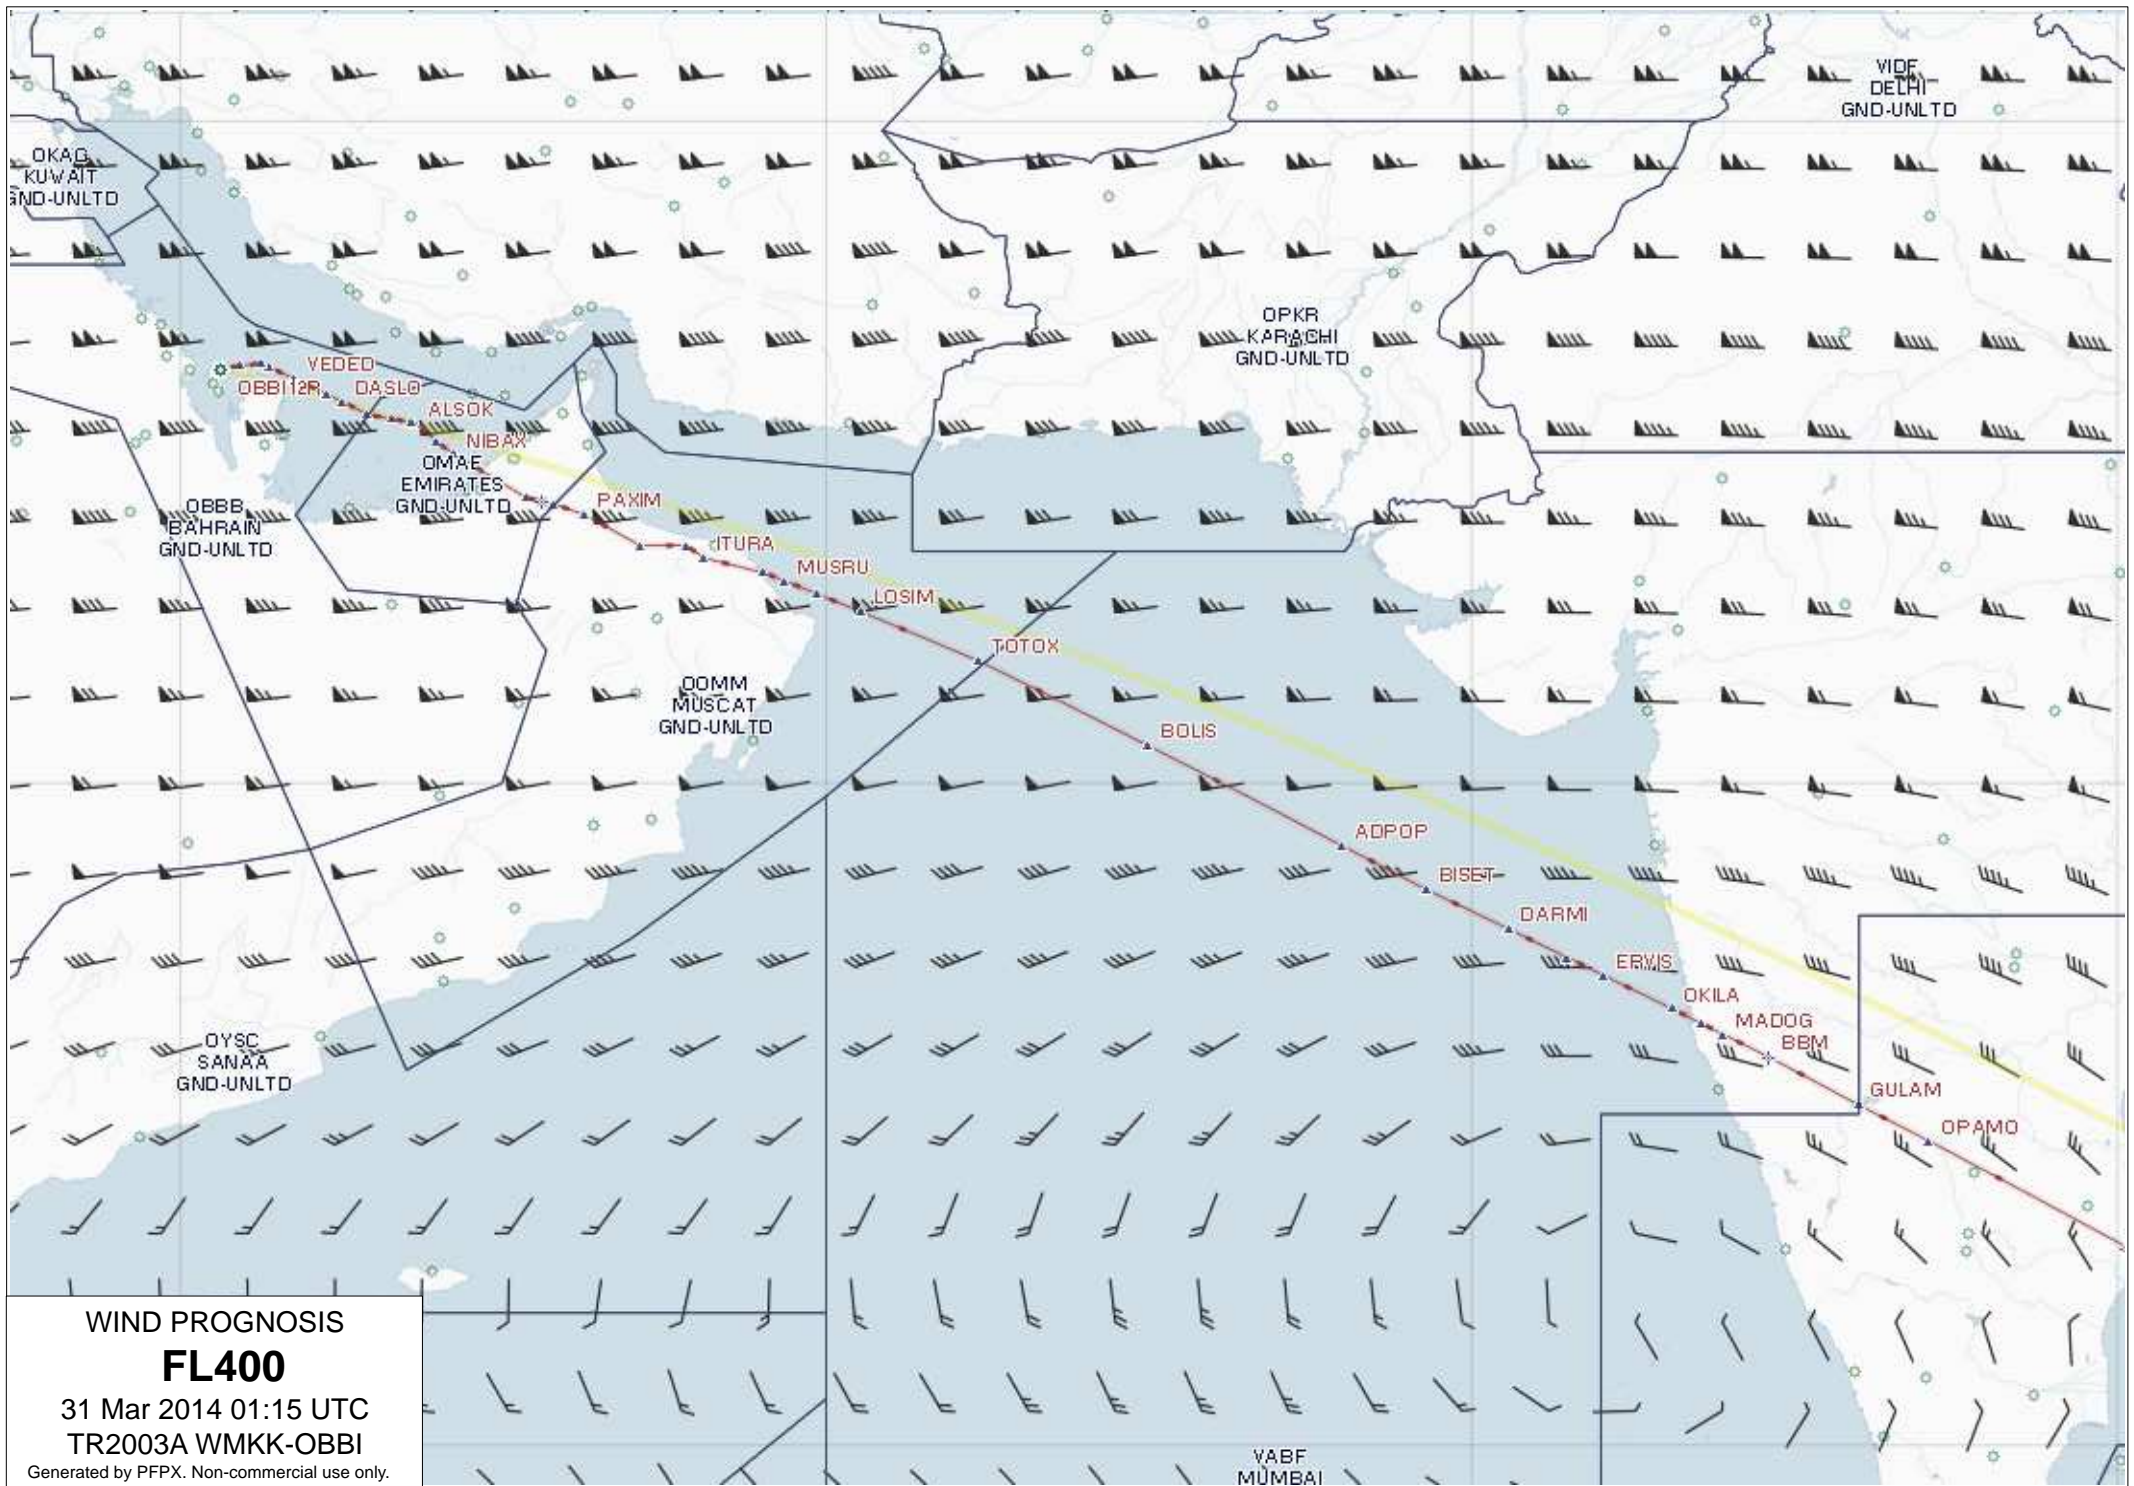 VIDF
DELHI
GND-UNLTD
OKAC
KUWAIT
GND-UNLTD
OPKR
KARACHI
GND-UNLTD
VEDED
OBBI12R
DASLO
ALSOK
NIBAX
OMAE
EMIRATES
GND-UNLTD
PAXIM
OBBB
BAHRAIN
GND-UNLTD
ITURA
MUSRU
LOSIM
TOTOX
OOMM
MUSCAT
GND-UNLTD
BOLIS
ADPOP
BISET
DARMI
ERVIS
OKILA
MADOG
BBM
OYSC
SANAA
GND-UNLTD
GULAM
OPAMO
WIND PROGNOSIS
FL400
31 Mar 2014 01:15 UTC
TR2003A WMKK-OBBI
Generated by PFPX. Non-commercial use only.
VABF
MUMBAI